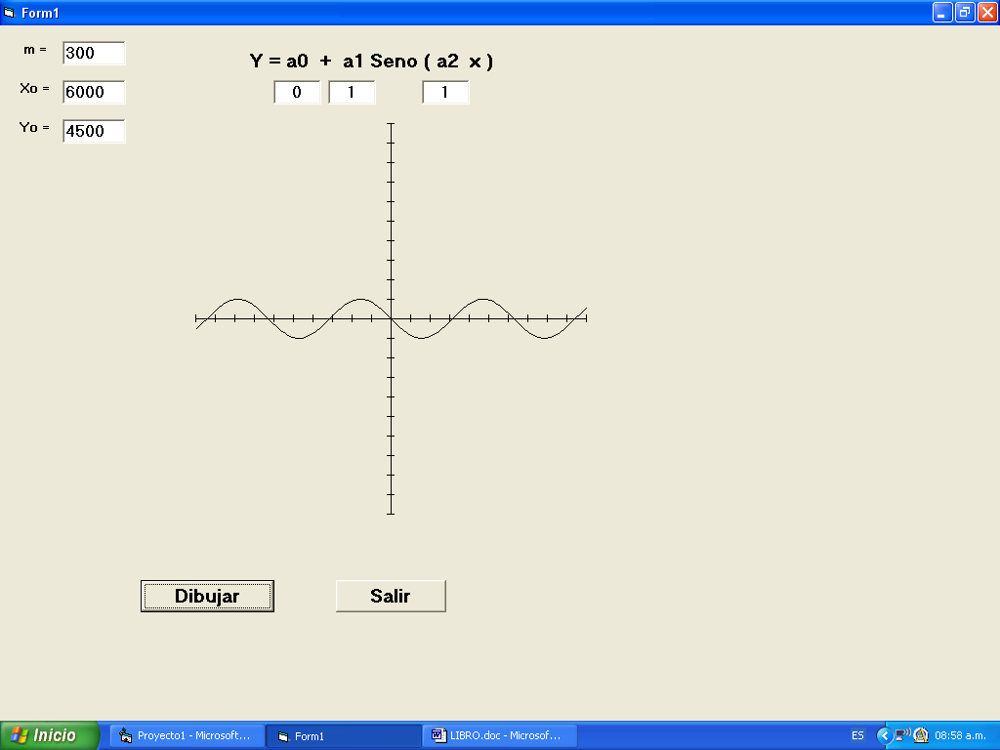 Form1
m = 300
Xo = 6000
Yo = 4500
Y = a0 + a1 Seno ( a2 x )
0 1 1
Dibujar Salir
Inicio Proyecto1 - Microsoft... Form1 LIBRO.doc - Microsof... ES 08:58 a.m.